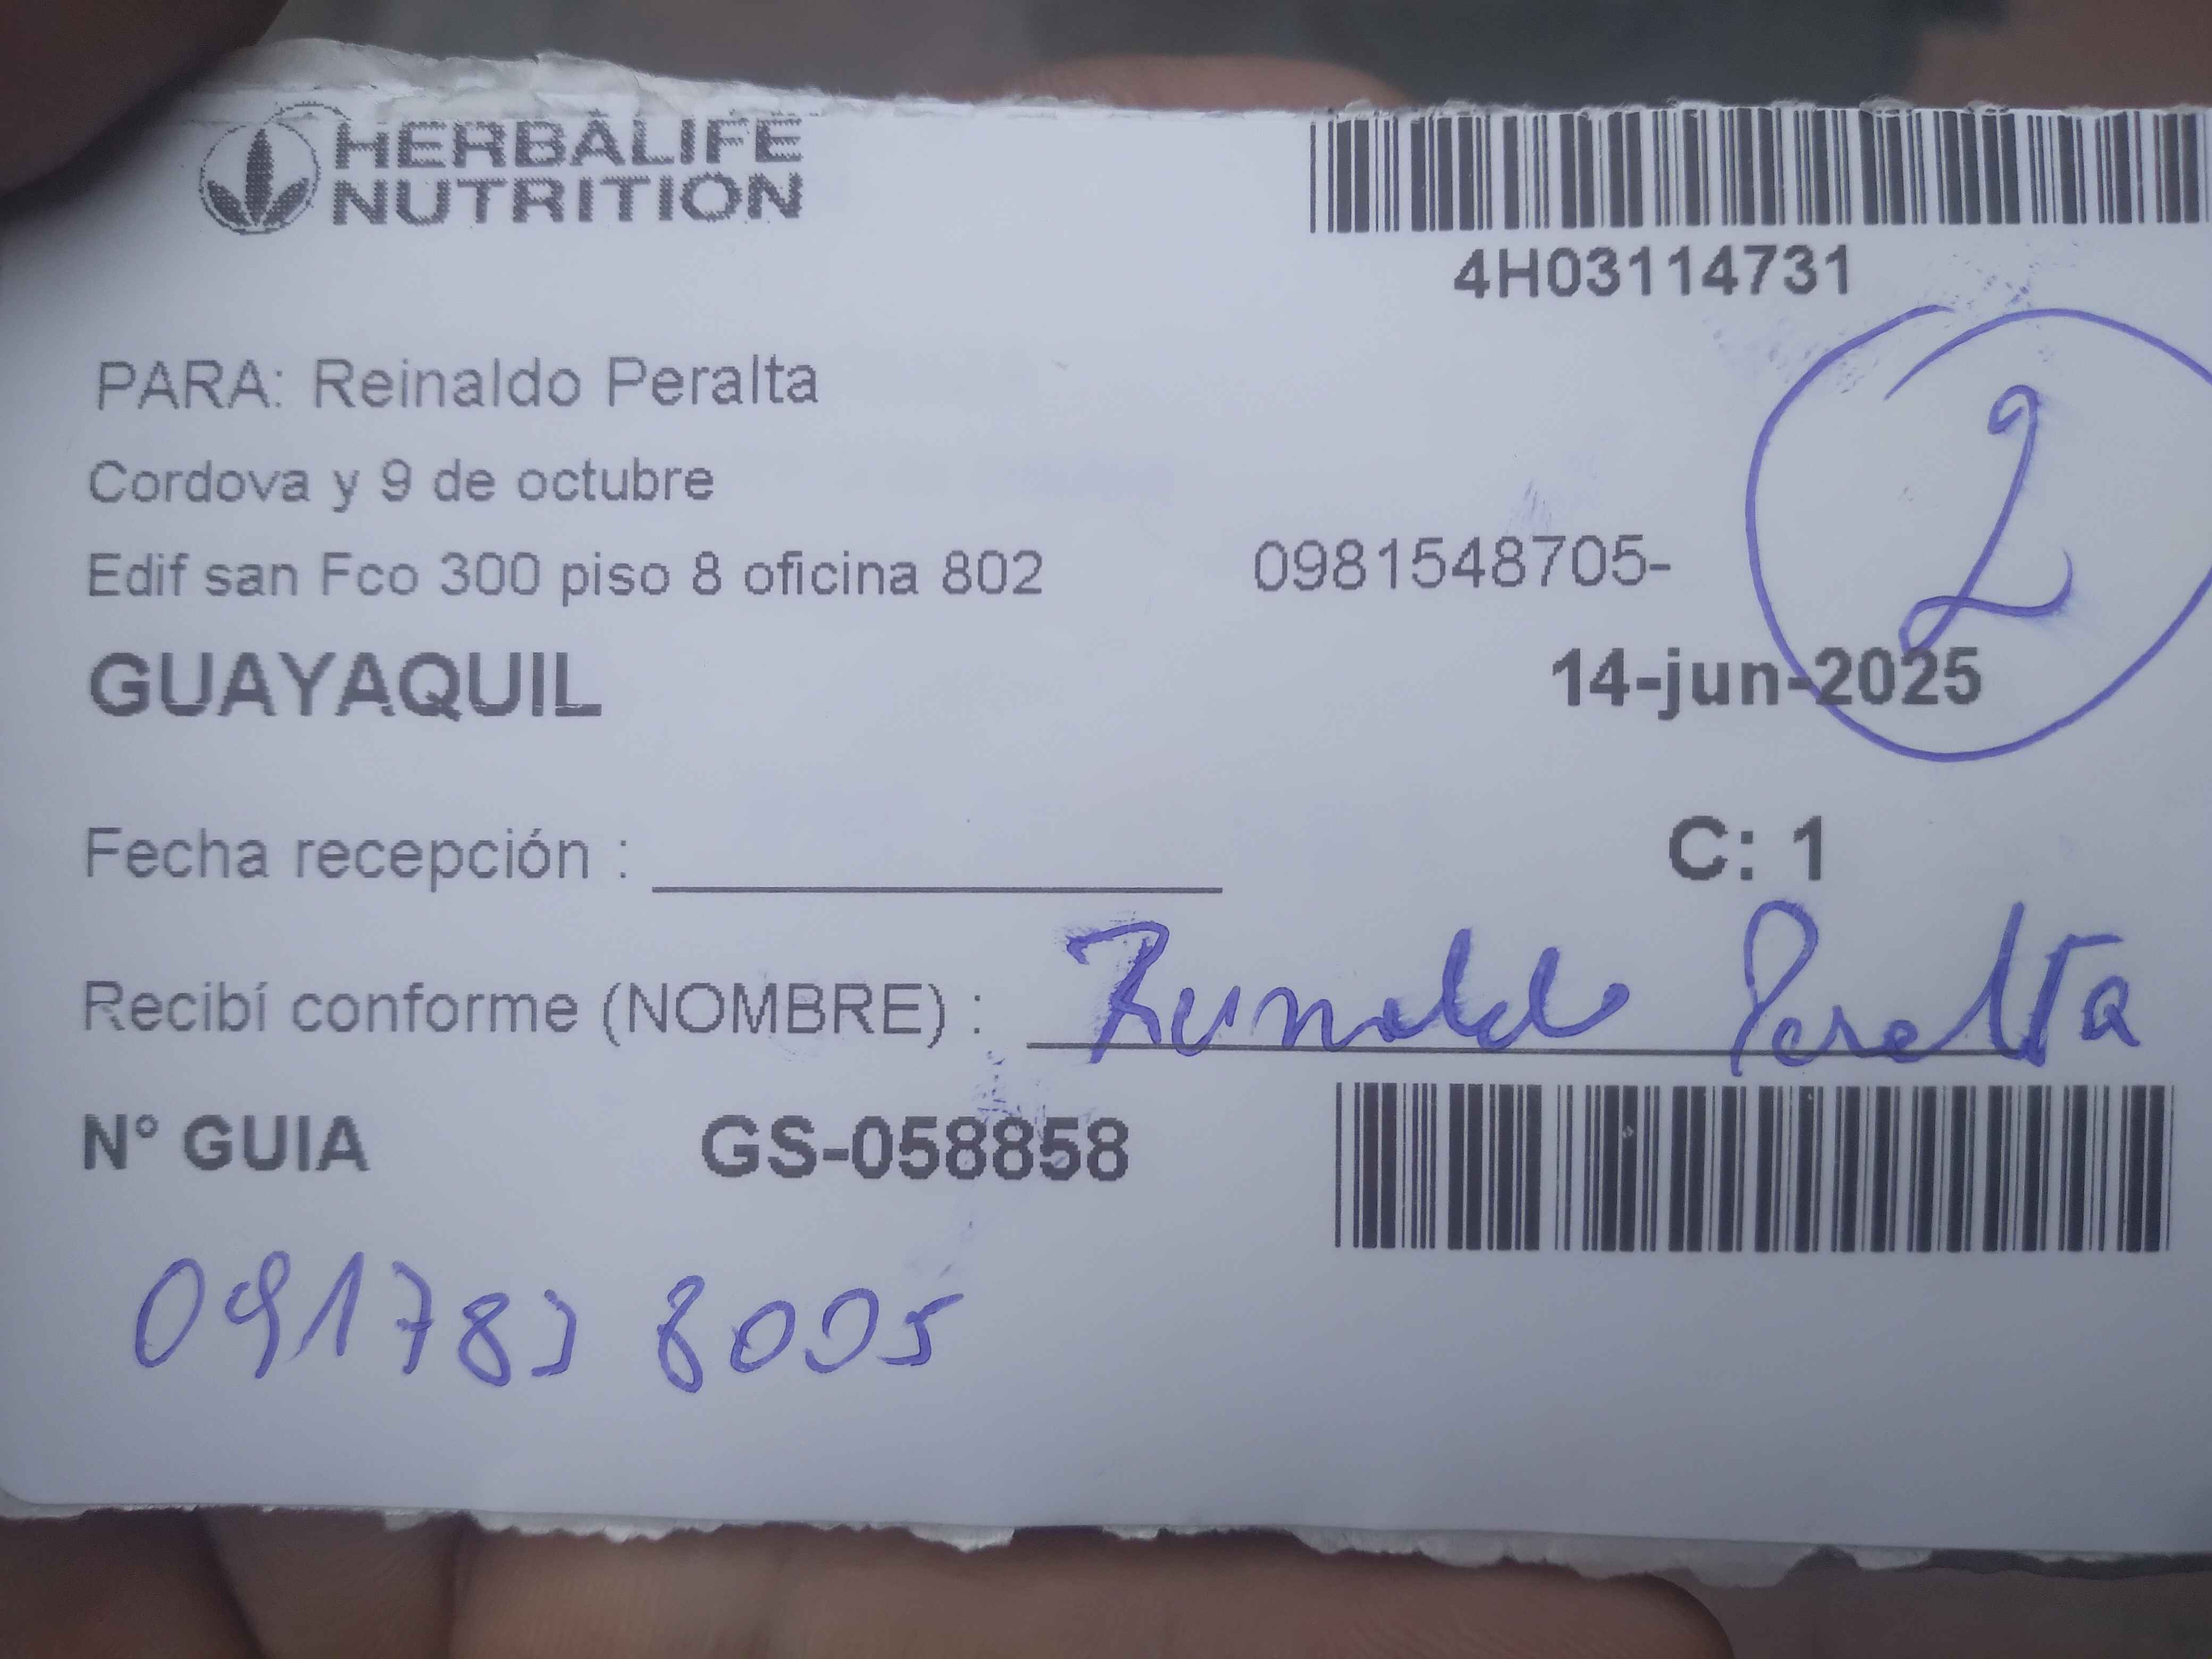 HERBALIFE
NUTRITION
4H03114731
PARA: Reinaldo Peralta
Cordova y 9 de octubre
Edif san Fco 300 piso 8 oficina 802 0981548705-
2
GUAYAQUIL 14-jun-2025
Fecha recepción : C: 1
Recibí conforme (NOMBRE) : Reinaldo Peralta
N° GUIA GS-058858